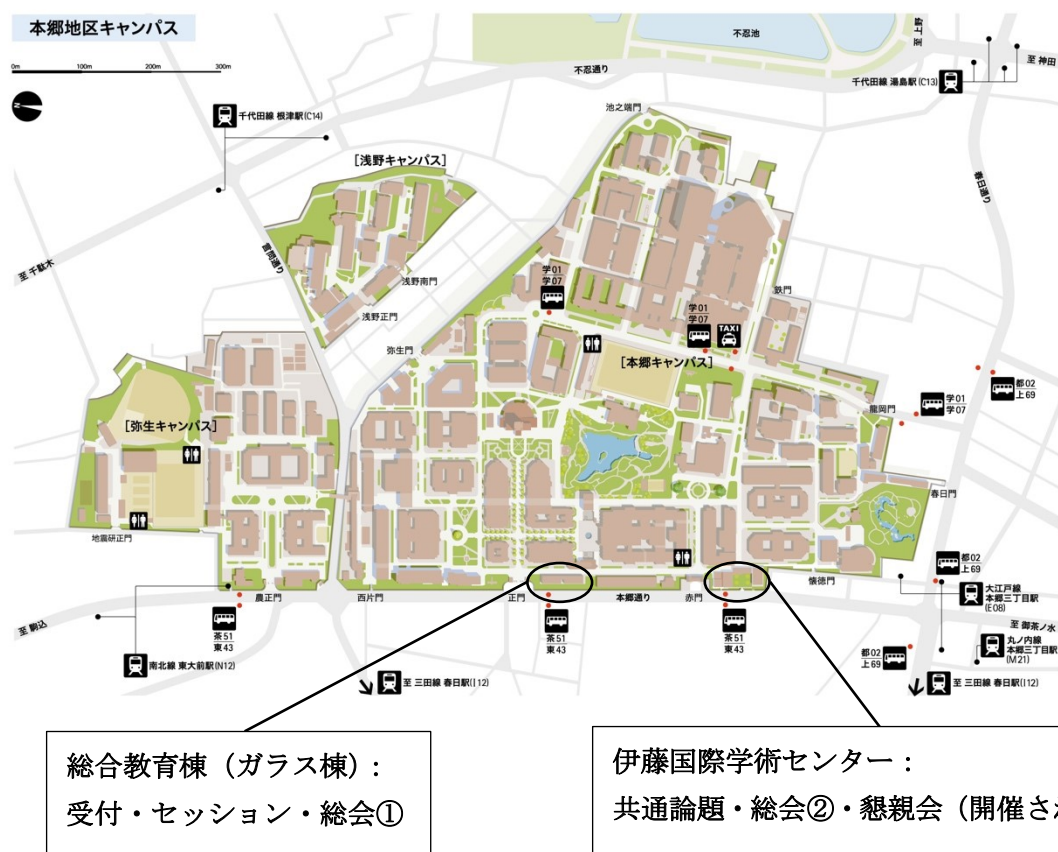 本郷地区キャンパス
0m 100m 200m 300m
N
不忍池
至上野
至神田
不忍通り
千代田線 湯島駅(C13)
池之端門
千代田線 根津駅(C14)
[浅野キャンパス]
春日通り
至千駄木
言問通り
浅野南門
学01
学07
鉄門
浅野正門
学01
学07
TAXI
弥生門
[本郷キャンパス]
都02
上69
学01
学07
龍岡門
[弥生キャンパス]
春日門
地震研正門
都02
上69
懐徳門
大江戸線
本郷三丁目駅
(E08)
農正門
西片門
正門
本郷通り
赤門
至駒込
茶51
東43
茶51
東43
茶51
東43
至御茶ノ水
丸ノ内線
本郷三丁目駅
(M21)
都02
上69
南北線 東大前駅(N12)
至 三田線 春日駅(I12)
至 三田線 春日駅(I12)
総合教育棟（ガラス棟）:
受付・セッション・総会①
伊藤国際学術センター：
共通論題・総会②・懇親会（開催さ